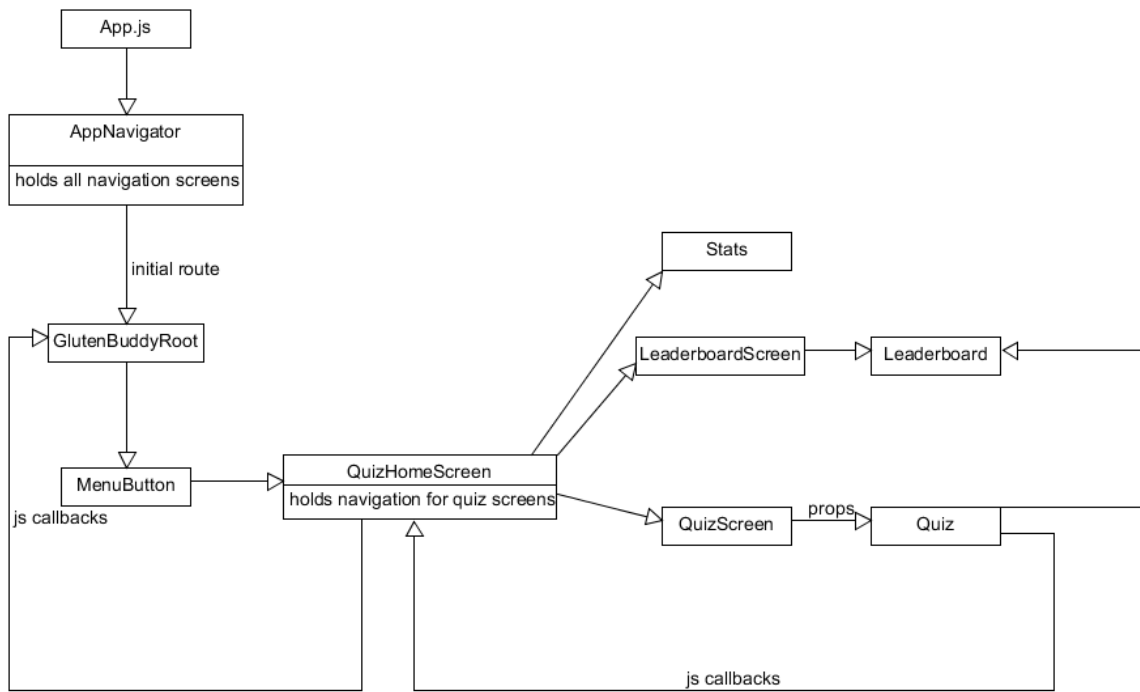 App.js
AppNavigator
holds all navigation screens
initial route
Stats
GlutenBuddyRoot
LeaderboardScreen
Leaderboard
MenuButton
QuizHomeScreen
holds navigation for quiz screens
js callbacks
QuizScreen
props
Quiz
js callbacks